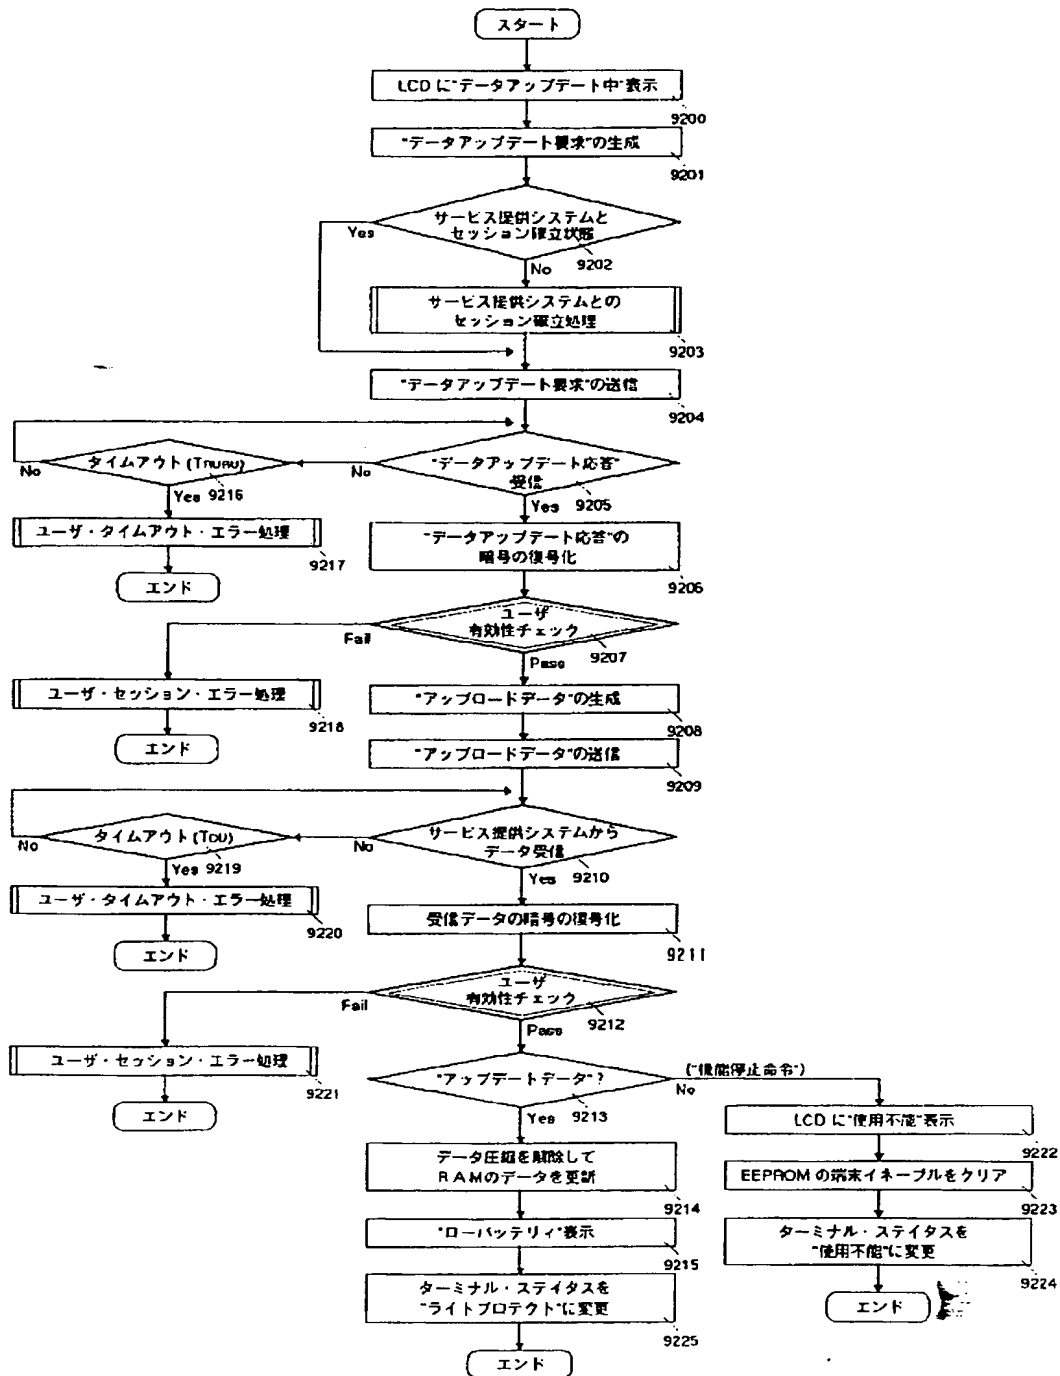 スタート
LCDに"データアップデート中"表示
9200
"データアップデート要求"の生成
9201
サービス提供システムと
セッション確立状態
Yes
9202
No
サービス提供システムとの
セッション確立処理
9203
"データアップデート要求"の送信
9204
タイムアウト(TDURU)
No
9216
Yes
"データアップデート応答"
受信
No
9205
Yes
ユーザ・タイムアウト・エラー処理
9217
エンド
"データアップデート応答"の
暗号の復号化
9206
ユーザ
有効性チェック
Fail
9207
Pass
ユーザ・セッション・エラー処理
9218
エンド
"アップロードデータ"の生成
9208
"アップロードデータ"の送信
9209
タイムアウト(TDU)
No
Yes 9219
サービス提供システムから
データ受信
No
9210
Yes
ユーザ・タイムアウト・エラー処理
9220
エンド
受信データの暗号の復号化
9211
ユーザ
有効性チェック
Fail
9212
Pass
ユーザ・セッション・エラー処理
9221
エンド
"アップデートデータ"?
9213
Yes
("機能停止命令")
No
LCDに"使用不能"表示
9222
EEPROMの端末イネーブルをクリア
9223
ターミナル・ステイタスを
"使用不能"に変更
9224
エンド
データ圧縮を解除して
RAMのデータを更新
9214
"ローバッテリィ"表示
9215
ターミナル・ステイタスを
"ライトプロテクト"に変更
9225
エンド